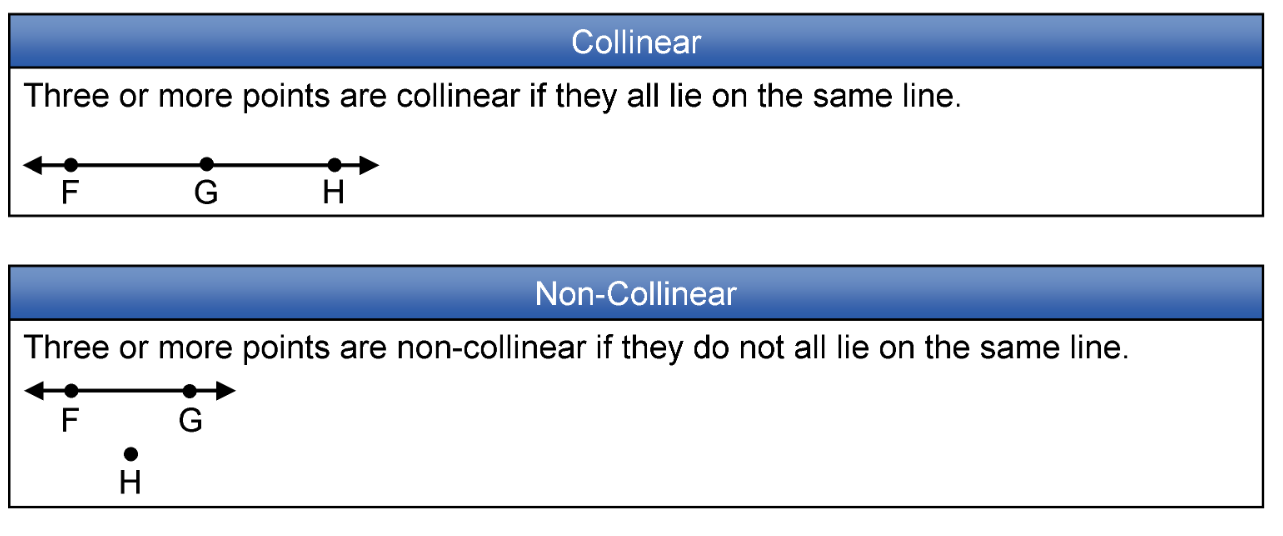 Collinear
Three or more points are collinear if they all lie on the same line.
F G H
Non-Collinear
Three or more points are non-collinear if they do not all lie on the same line.
F G
H